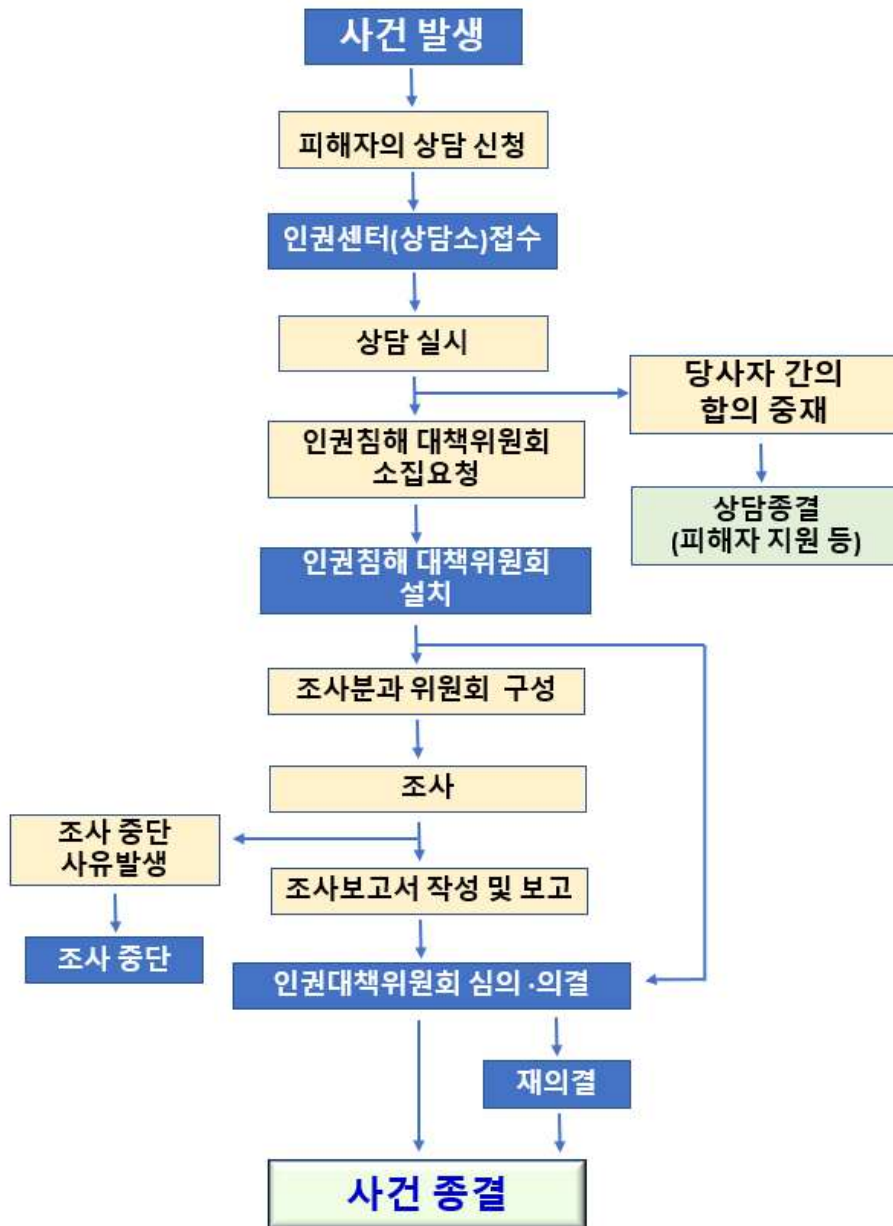 사건 발생
피해자의 상담 신청
인권센터(상담소)접수
상담 실시
당사자 간의
합의 중재
인권침해 대책위원회
소집요청
상담종결
(피해자 지원 등)
인권침해 대책위원회
설치
조사분과 위원회 구성
조사
조사 중단
사유발생
조사보고서 작성 및 보고
조사 중단
인권대책위원회 심의 ·의결
재의결
사건 종결